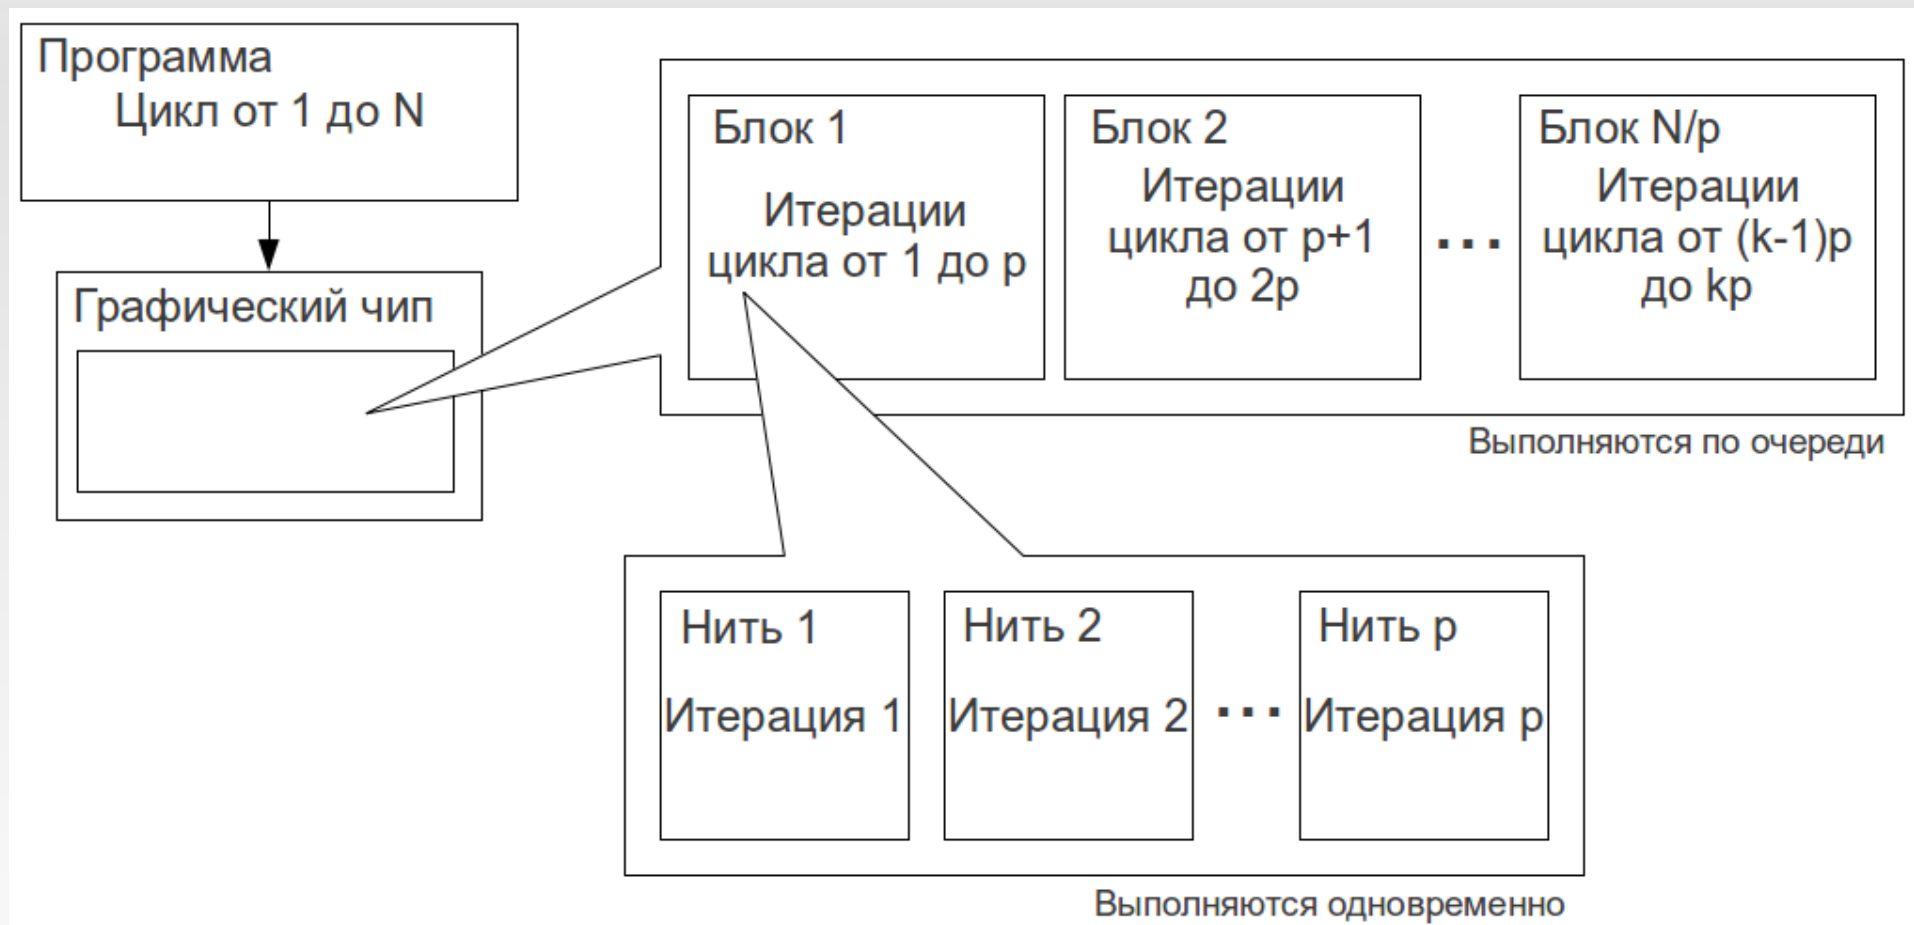 Программа
Цикл от 1 до N
Графический чип
Блок 1
Итерации
цикла от 1 до p
Блок 2
Итерации
цикла от p+1
до 2p
...
Блок N/p
Итерации
цикла от (k-1)p
до kp
Выполняются по очереди
Нить 1
Итерация 1
Нить 2
Итерация 2
...
Нить p
Итерация p
Выполняются одновременно